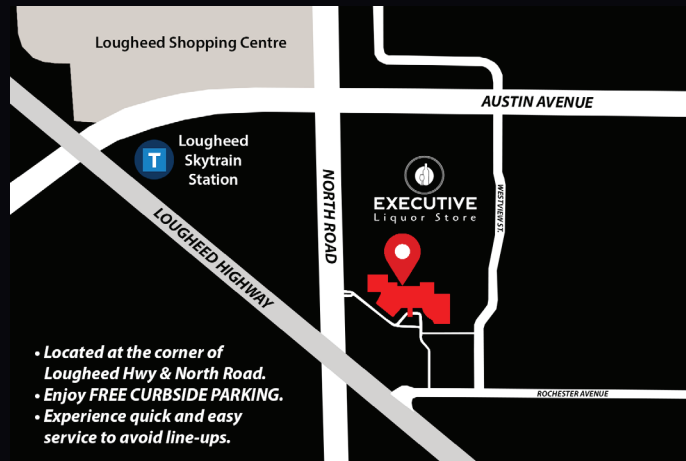 Lougheed Shopping Centre
AUSTIN AVENUE
T
Lougheed
Skytrain
Station
NORTH ROAD
EXECUTIVE
Liquor Store
WESTVIEW ST.
LOUGHEED HIGHWAY
• Located at the corner of
Lougheed Hwy & North Road.
• Enjoy FREE CURBSIDE PARKING.
• Experience quick and easy
service to avoid line-ups.
ROCHESTER AVENUE